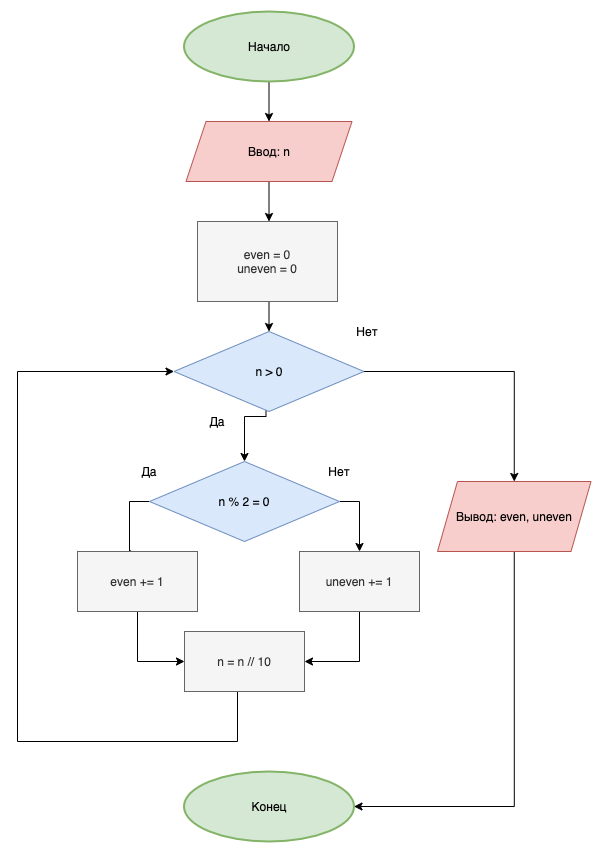 Начало
Ввод: n
even = 0
uneven = 0
Нет
n > 0
Да
Да
Нет
n % 2 = 0
Вывод: even, uneven
even += 1
uneven += 1
n = n // 10
Конец